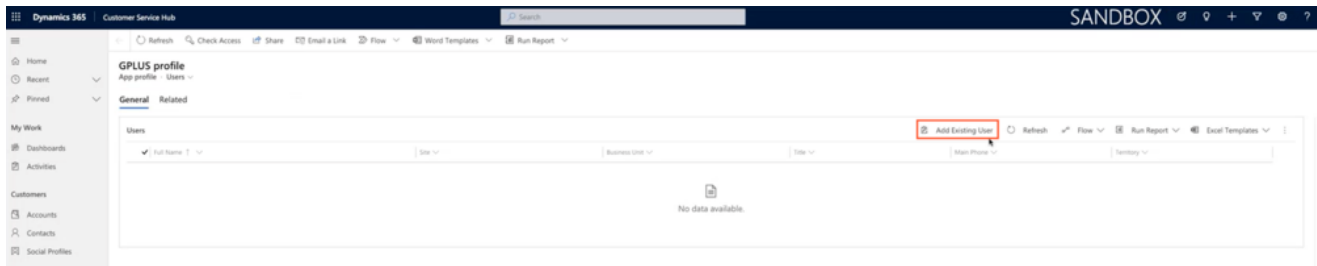 Dynamics 365 Customer Service Hub Search SANDBOX
Refresh Check Access Share Email a Link Flow Word Templates Run Report
Home
Recent
Pinned
My Work
Dashboards
Activities
Customers
Accounts
Contacts
Social Profiles
GPLUS profile
App profile · Users
General Related
Users Add Existing User Refresh Flow Run Report Excel Templates
Full Name Site Business Unit Title Main Phone Territory
No data available.